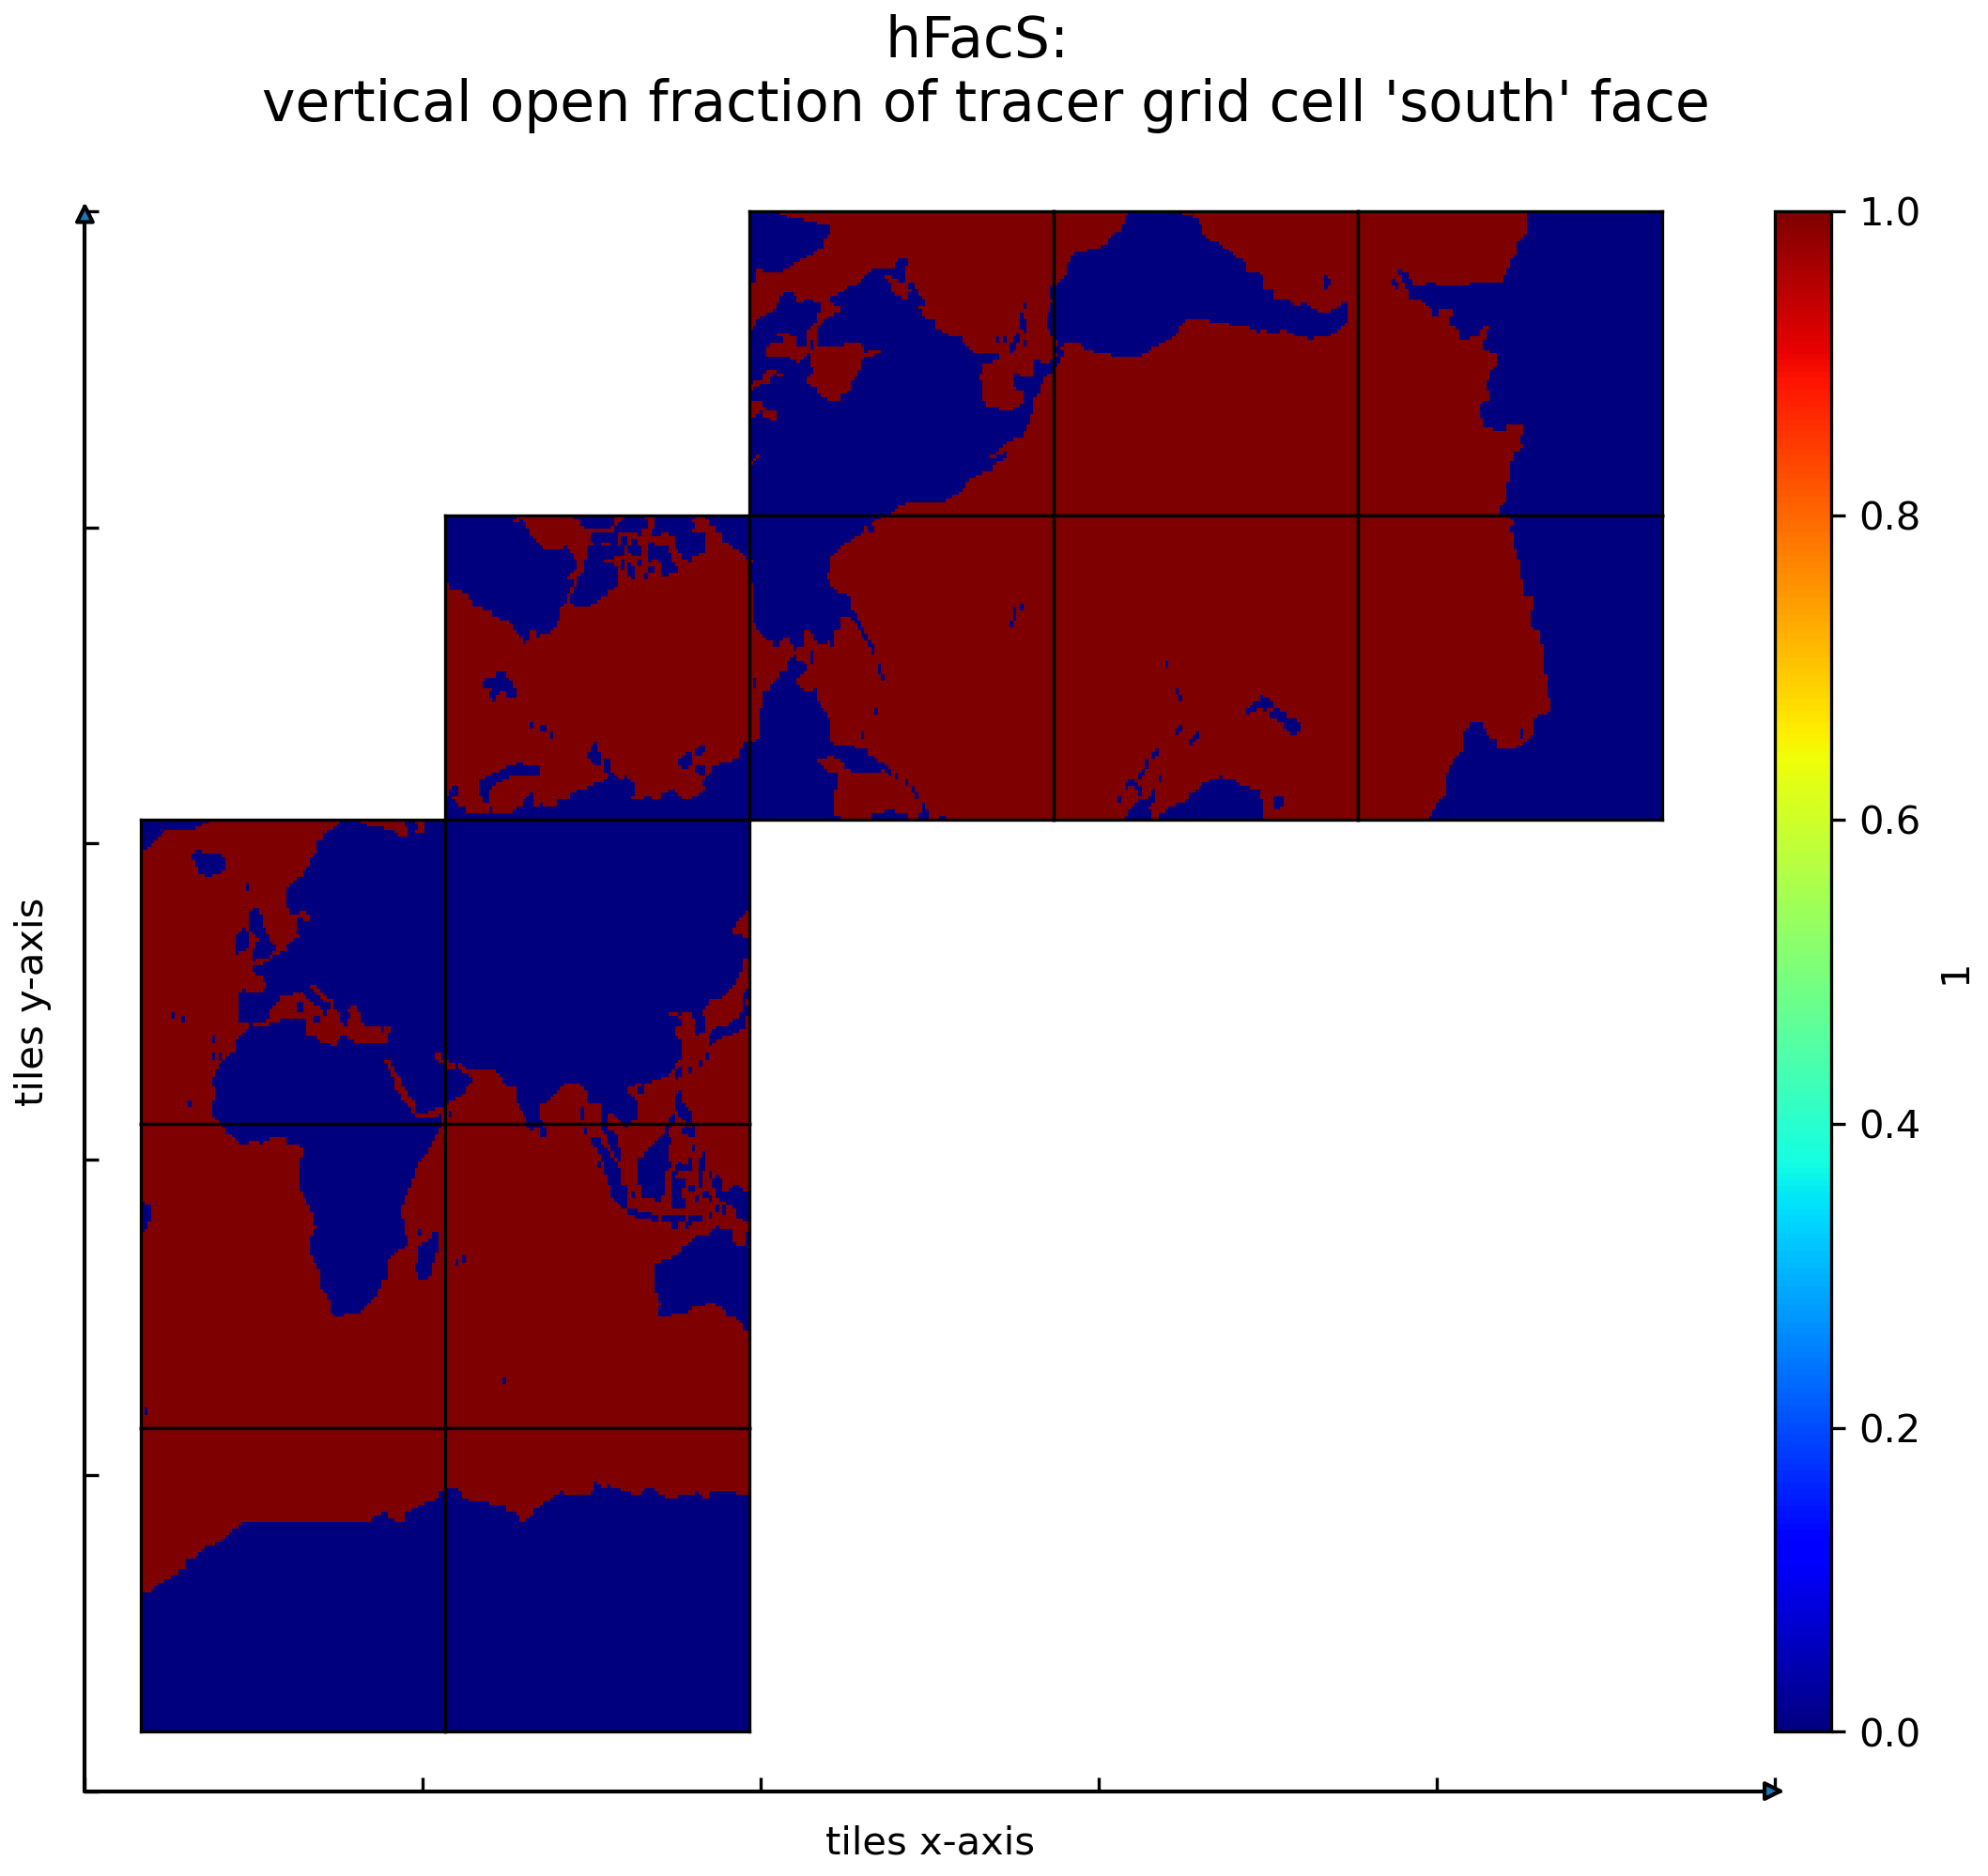 hFacS:
vertical open fraction of tracer grid cell 'south' face
1.0
0.8
0.6
0.4
0.2
0.0
1
tiles y-axis
tiles x-axis